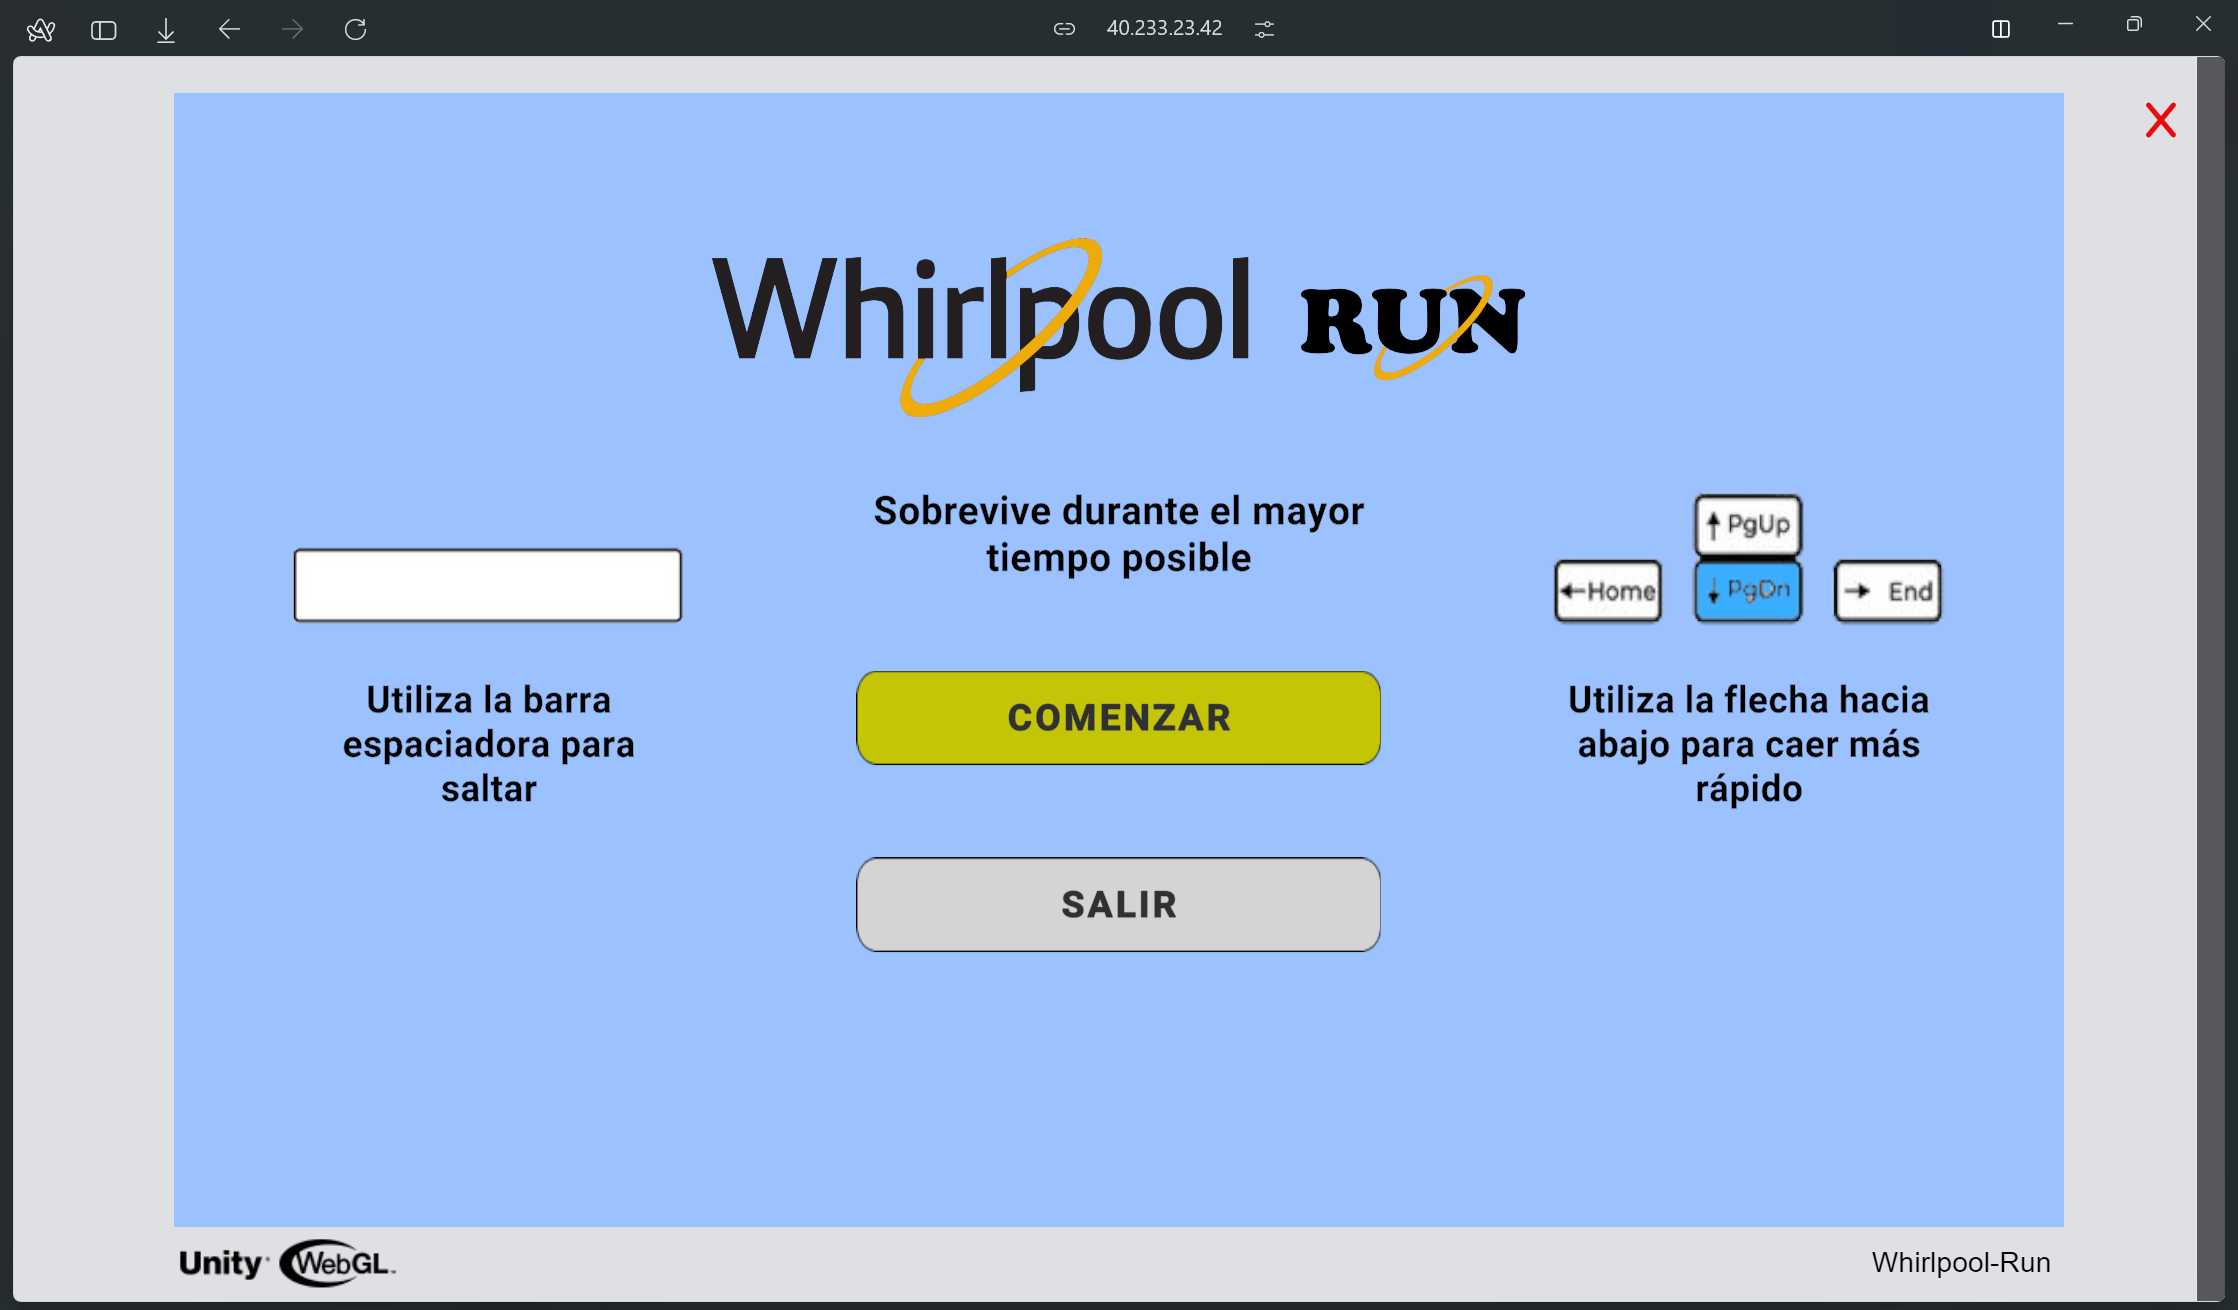 40.233.23.42
Whirlpool RUN
Sobrevive durante el mayor
tiempo posible
↑ PgUp
←Home
↓ PgDn
→ End
Utiliza la barra
espaciadora para
saltar
COMENZAR
Utiliza la flecha hacia
abajo para caer más
rápido
SALIR
Unity WebGL
Whirlpool-Run